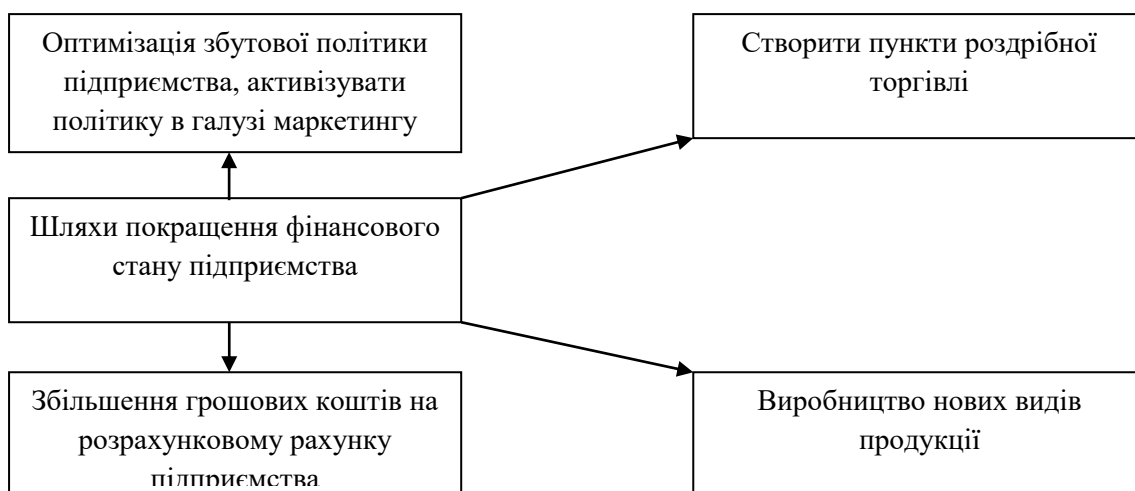 Оптимізація збутової політики
підприємства, активізувати
політику в галузі маркетингу
Створити пункти роздрібної
торгівлі
Шляхи покращення фінансового
стану підприємства
Збільшення грошових коштів на
розрахунковому рахунку
підприємства
Виробництво нових видів
продукції